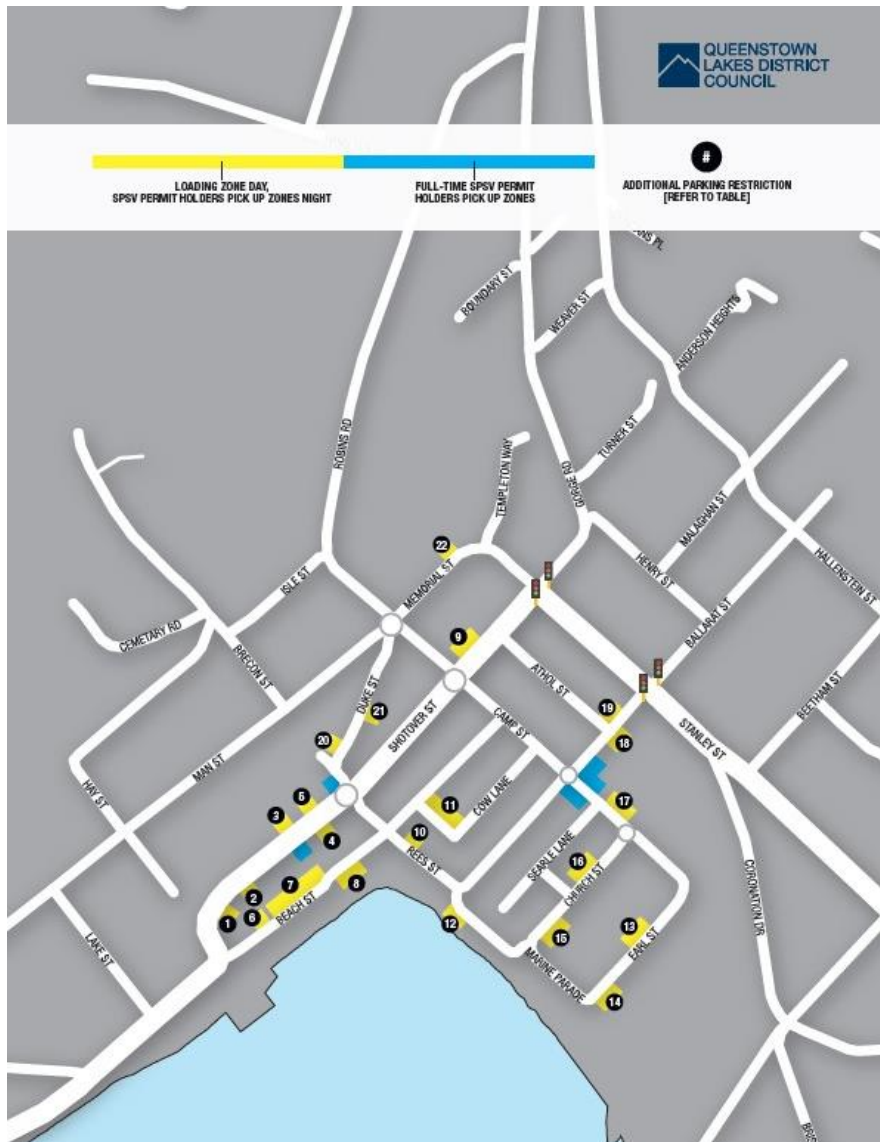 QUEENSTOWN
LAKES DISTRICT
COUNCIL
LOADING ZONE DAY,
SPSV PERMIT HOLDERS PICK UP ZONES NIGHT
FULL-TIME SPSV PERMIT
HOLDERS PICK UP ZONES
#
ADDITIONAL PARKING RESTRICTION
[REFER TO TABLE]
BOUNDARY ST
WEAVER ST
ANDERSON HEIGHTS
ROBINS RD
TURNER ST
TEMPLETON WAY
GORGE RD
MALAGHAN ST
22
HENRY ST
HALLENSTEIN ST
ISLE ST
MEMORIAL ST
BALLARAT ST
CEMETARY RD
9
BRECON ST
ATHOL ST
BEETHAM ST
DUKE ST
21
19
SHOTOVER ST
CAMP ST
STANLEY ST
20
18
MAN ST
HAY ST
5
11
COW LANE
17
3
4
10
REES ST
SEARLE LANE
16
7
8
CHURCH ST
2
BEACH ST
CORONATION DR
1
6
12
13
15
EARL ST
LAKE ST
MARINE PARADE
14